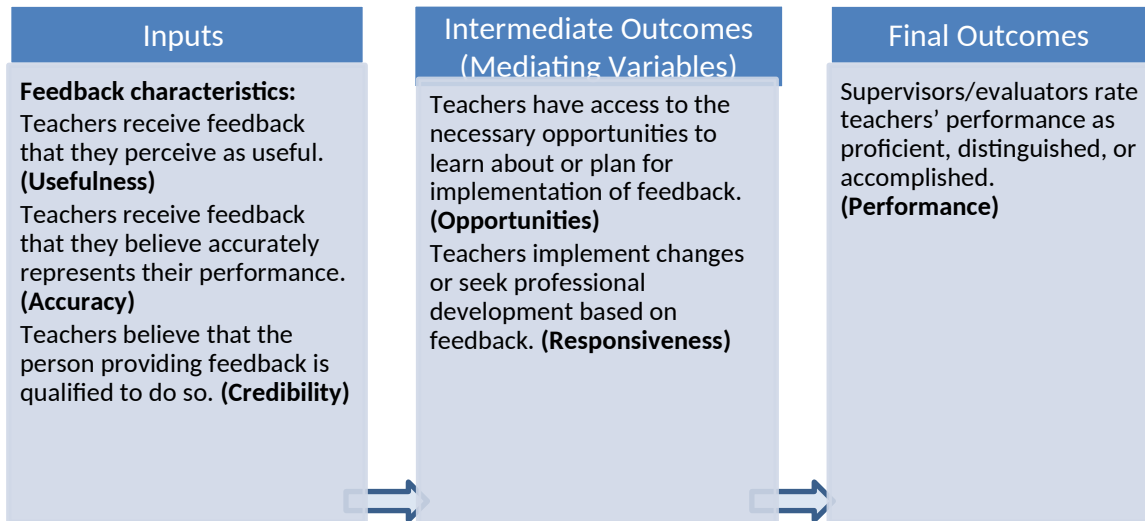 Inputs
Feedback characteristics:
Teachers receive feedback
that they perceive as useful.
(Usefulness)
Teachers receive feedback
that they believe accurately
represents their performance.
(Accuracy)
Teachers believe that the
person providing feedback is
qualified to do so. (Credibility)
Intermediate Outcomes
(Mediating Variables)
Teachers have access to the
necessary opportunities to
learn about or plan for
implementation of feedback.
(Opportunities)
Teachers implement changes
or seek professional
development based on
feedback. (Responsiveness)
Final Outcomes
Supervisors/evaluators rate
teachers’ performance as
proficient, distinguished, or
accomplished.
(Performance)